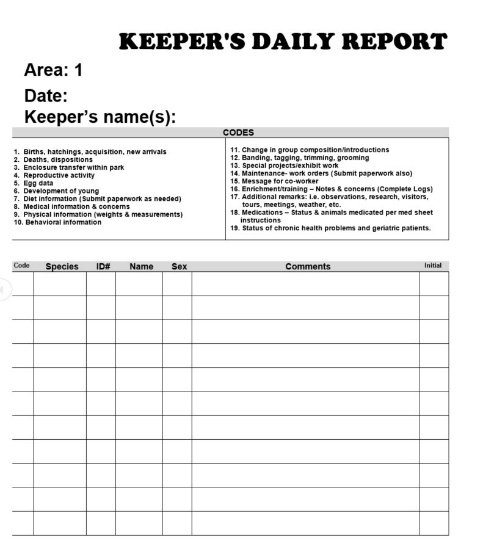 KEEPER'S DAILY REPORT
Area: 1
Date:
Keeper's name(s):
CODES
1. Births, hatchings, acquisition, new arrivals
2. Deaths, dispositions
3. Enclosure transfer within park
4. Reproductive activity
5. Egg data
6. Development of young
7. Diet information (Submit paperwork as needed)
8. Medical information & concerns
9. Physical information (weights & measurements)
10. Behavioral information
11. Change in group composition/introductions
12. Banding, tagging, trimming, grooming
13. Special projects/exhibit work
14. Maintenance- work orders (Submit paperwork also)
15. Message for co-worker
16. Enrichment/training – Notes & concerns (Complete Logs)
17. Additional remarks: i.e. observations, research, visitors,
tours, meetings, weather, etc.
18. Medications – Status & animals medicated per med sheet
instructions
19. Status of chronic health problems and geriatric patients.
Code Species ID# Name Sex Comments Initial